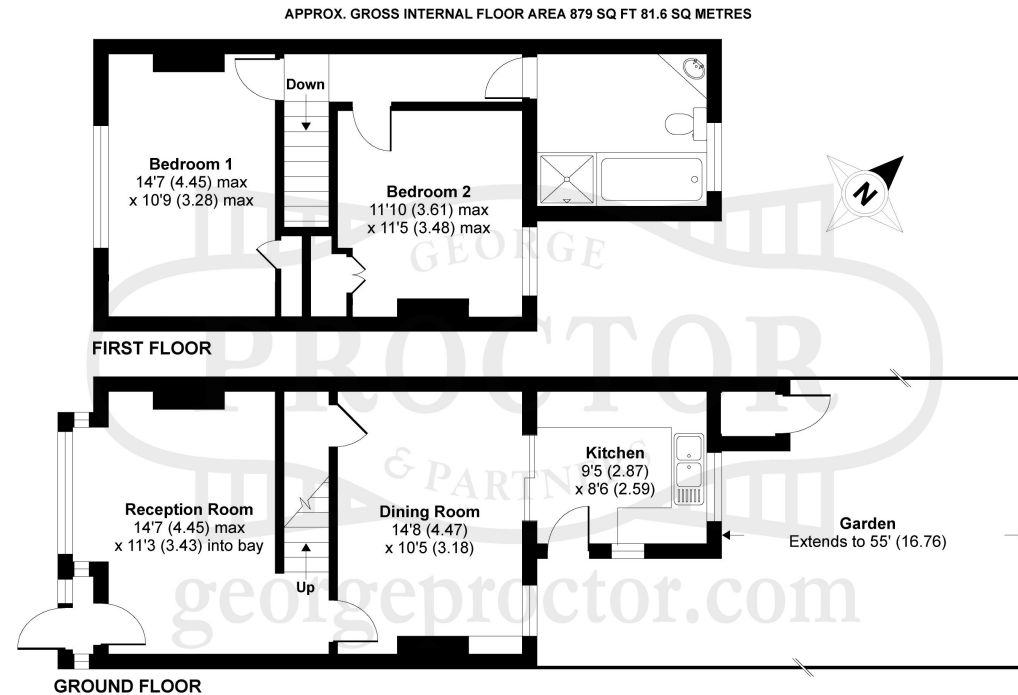 APPROX. GROSS INTERNAL FLOOR AREA 879 SQ FT 81.6 SQ METRES
Down
Bedroom 1
14'7 (4.45) max
x 10'9 (3.28) max
Bedroom 2
11'10 (3.61) max
x 11'5 (3.48) max
N
GEORGE
PROCTOR
& PARTNERS
FIRST FLOOR
Kitchen
9'5 (2.87)
x 8'6 (2.59)
Reception Room
14'7 (4.45) max
x 11'3 (3.43) into bay
Dining Room
14'8 (4.47)
x 10'5 (3.18)
Garden
Extends to 55' (16.76)
Up
georgeproctor.com
GROUND FLOOR